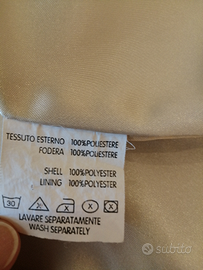 TESSUTO ESTERNO 100%POLIESTERE
FODERA 100%POLIESTERE
SHELL 100%POLYESTER
LINING 100%POLYESTER
30
LAVARE SEPARATAMENTE
WASH SEPARATELY
subito